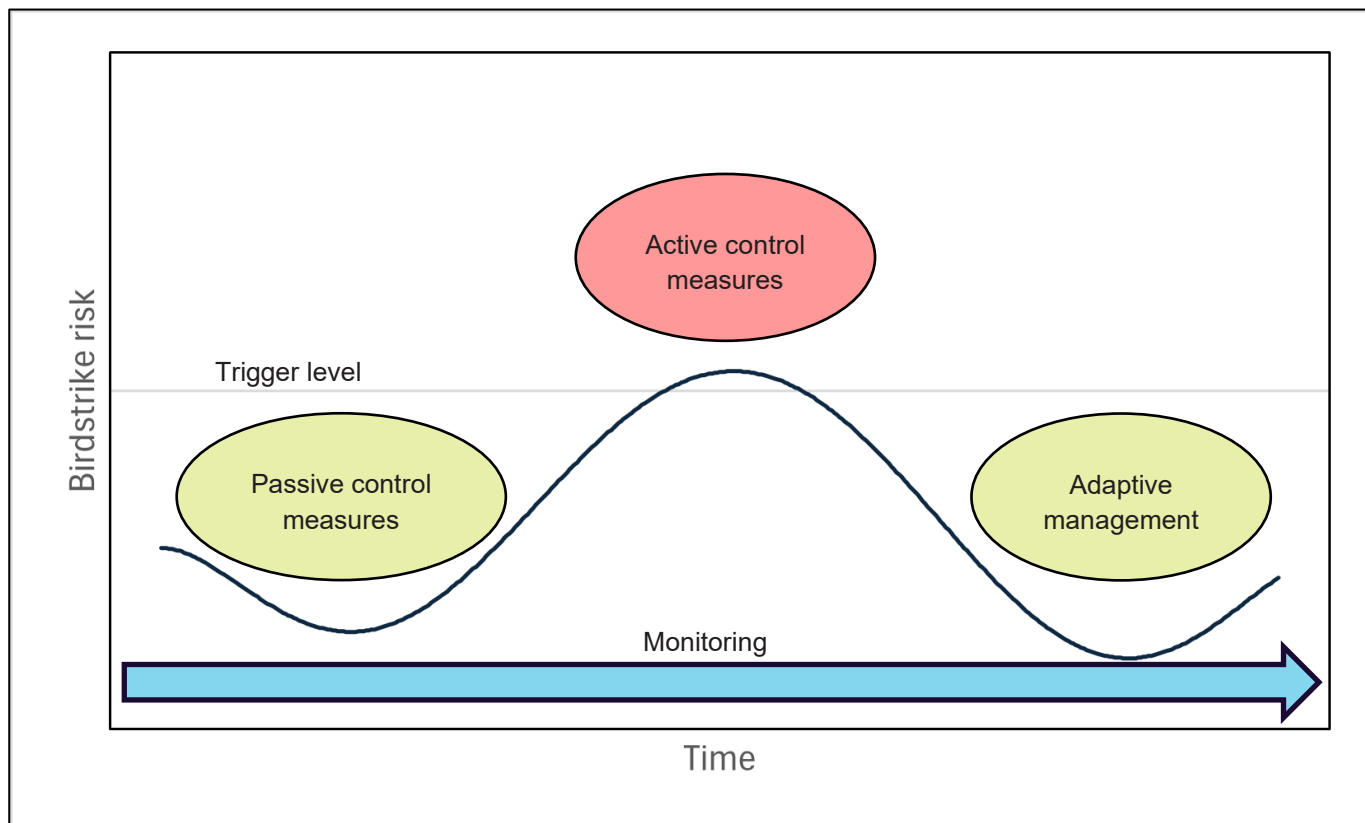 Active control
measures
Trigger level
Birdstrike risk
Passive control
measures
Adaptive
management
Monitoring
Time